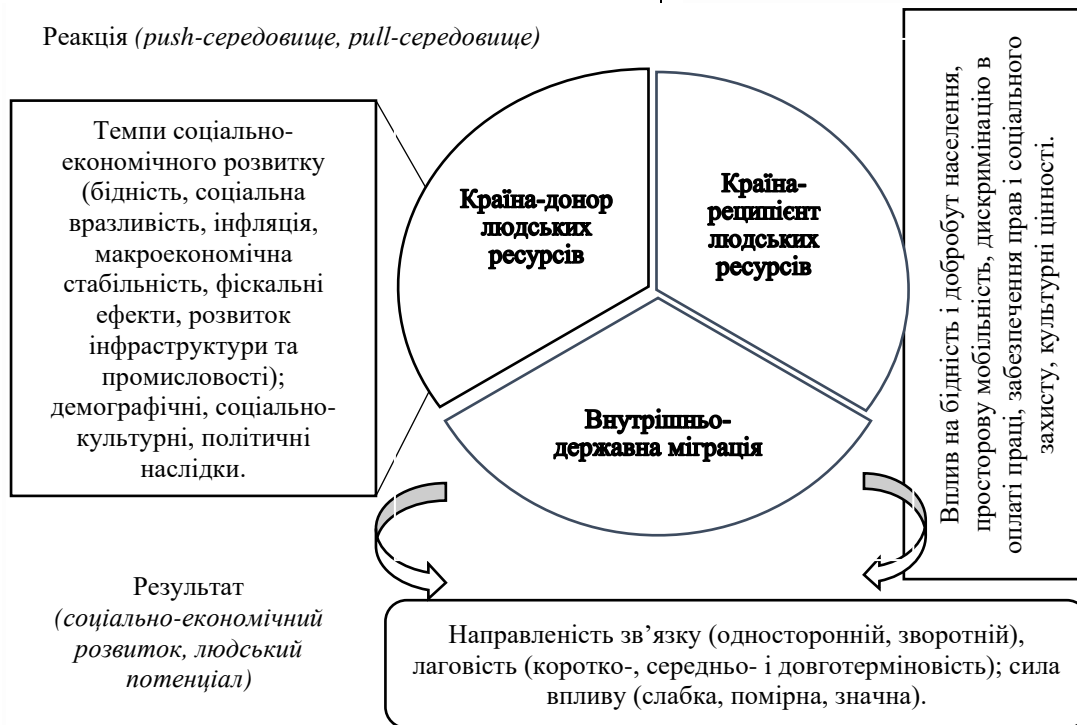 Реакція (push-середовище, pull-середовище)
Темпи соціально-
економічного розвитку
(бідність, соціальна
вразливість, інфляція,
макроекономічна
стабільність, фіскальні
ефекти, розвиток
інфраструктури та
промисловості);
демографічні, соціально-
культурні, політичні
наслідки.
Країна-донор
людських
ресурсів
Країна-
реципієнт
людських
ресурсів
Внутрішньо-
державна міграція
Вплив на бідність і добробут населення,
просторову мобільність, дискримінацію в
оплаті праці, забезпечення прав і соціального
захисту, культурні цінності.
Результат
(соціально-економічний
розвиток, людський
потенціал)
Направленість зв’язку (односторонній, зворотній),
лаговість (коротко-, середньо- і довготерміновість); сила
впливу (слабка, помірна, значна).